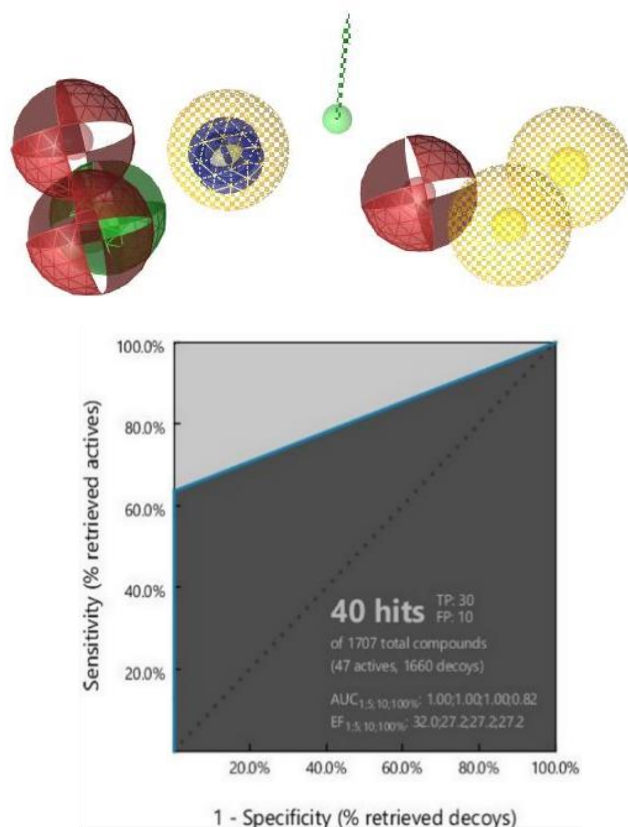 100.0%
80.0%
60.0%
40.0%
20.0%
Sensitivity (% retrieved actives)
40 hits
TP: 30
FP: 10
of 1707 total compounds
(47 actives, 1660 decoys)
AUC1;5;10;100%: 1.00;1.00;1.00;0.82
EF1;5;10;100%: 32.0;27.2;27.2;27.2
20.0% 40.0% 60.0% 80.0% 100.0%
1 - Specificity (% retrieved decoys)